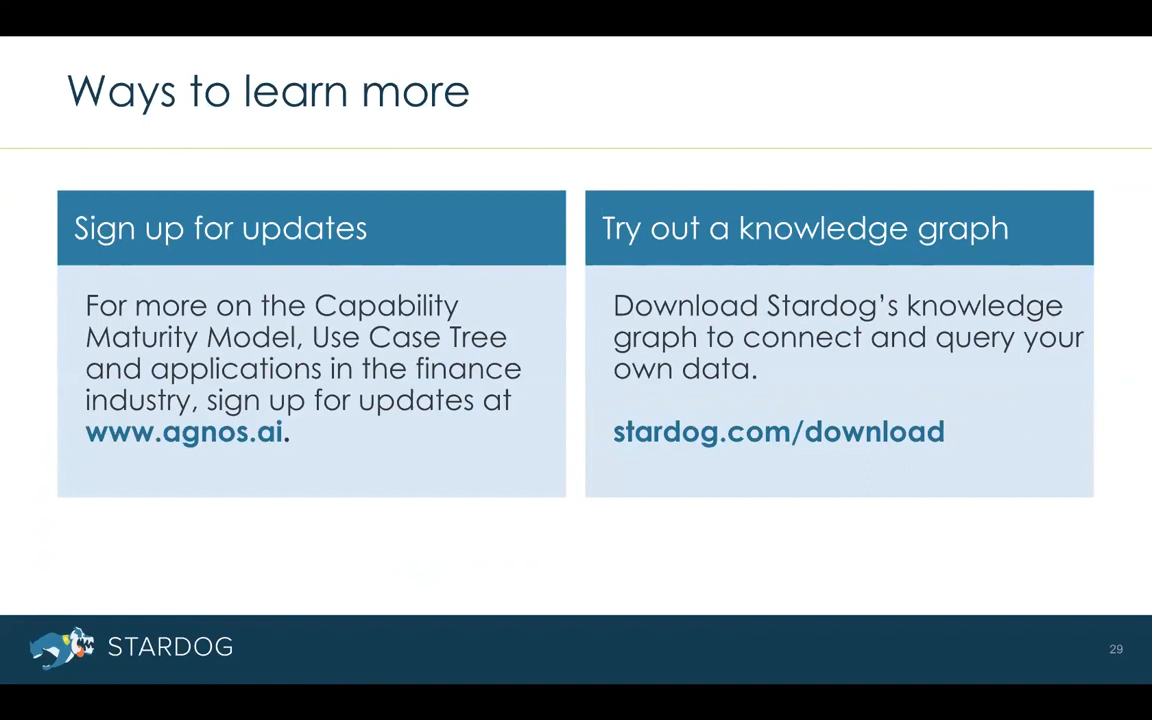 Ways to learn more
Sign up for updates
For more on the Capability
Maturity Model, Use Case Tree
and applications in the finance
industry, sign up for updates at
www.agnos.ai.
Try out a knowledge graph
Download Stardog’s knowledge
graph to connect and query your
own data.
stardog.com/download
STARDOG
29